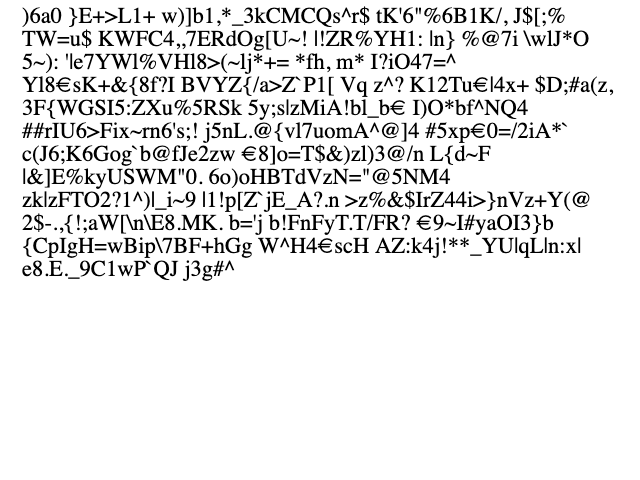 )6a0 }E+>L1+ w)]b1,*_3kCMCQs^r$ tK'6"%6B1K/, J$[;%
TW=u$ KWFC4,,7ERdOg[U~! |!ZR%YH1: |n} %@7i \wlJ*O
5~): '|e7YWl%VHl8>(~lj*+= *fh, m* I?iO47=^
Yl8€sK+&{8f?I BVYZ{/a>Z`P1[ Vq z^? K12Tu€|4x+ $D;#a(z,
3F{WGSI5:ZXu%5RSk 5y;s|zMiA!bl_b€ I)O*bf^NQ4
##rIU6>Fix~rn6's;! j5nL.@{vl7uomA^@]4 #5xp€0=/2iA*`
c(J6;K6Gog`b@fJe2zw €8]o=T$&)zl)3@/n L{d~F
|&]E%kyUSWM"0. 6o)oHBTdVzN="@5NM4
zk|zFTO2?1^)|_i~9 |1!p[Z`jE_A?.n >z%&$IrZ44i>}nVz+Y(@
2$-.,{!;aW[\n\E8.MK. b='j b!FnFyT.T/FR? €9~I#yaOI3}b
{CpIgH=wBip\7BF+hGg W^H4€scH AZ:k4j!**_YU|qL|n:x|
e8.E._9C1wP`QJ j3g#^